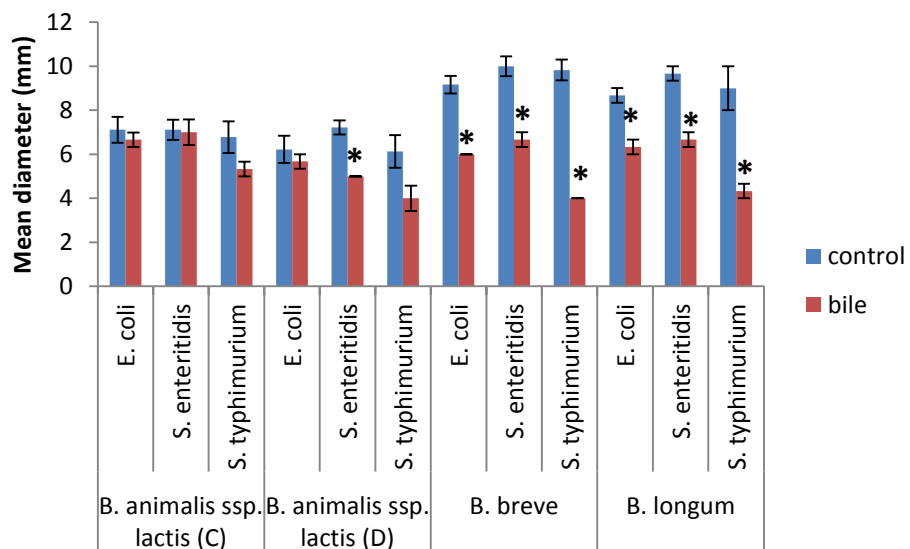 Mean diameter (mm)
12
10
8
6
4
2
0
*
*
*
*
*
*
*
E. coli
S. enteritidis
S. typhimurium
E. coli
S. enteritidis
S. typhimurium
E. coli
S. enteritidis
S. typhimurium
E. coli
S. enteritidis
S. typhimurium
B. animalis ssp.
lactis (C)
B. animalis ssp.
lactis (D)
B. breve
B. longum
control
bile